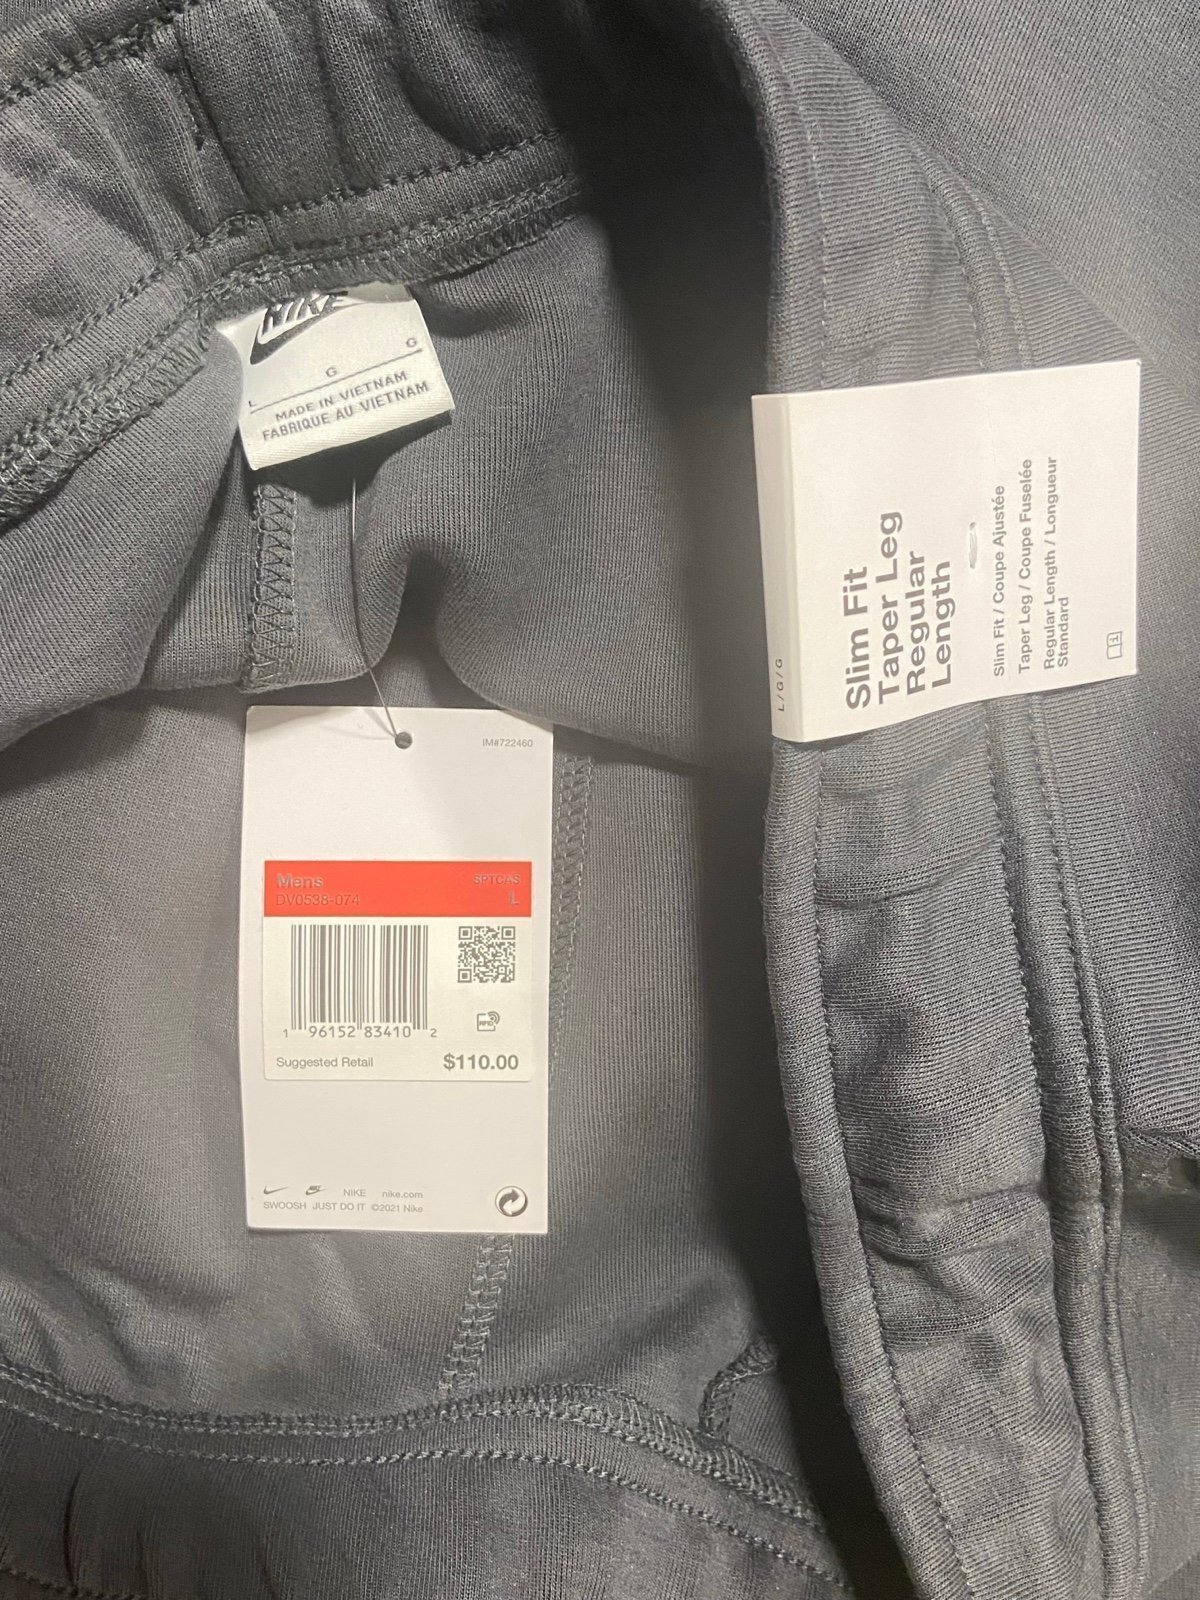 NIKE
L G G
MADE IN VIETNAM
FABRIQUE AU VIETNAM
L / G / G
Slim Fit
Taper Leg
Regular
Length
Slim Fit / Coupe Ajustée
Taper Leg / Coupe Fuselée
Regular Length / Longueur
Standard
IM#722460
Mens SPTCAS
DV0538-074 L
1 96152 83410 2
RFID
Suggested Retail $110.00
NIKE nike.com
SWOOSH JUST DO IT ©2021 Nike